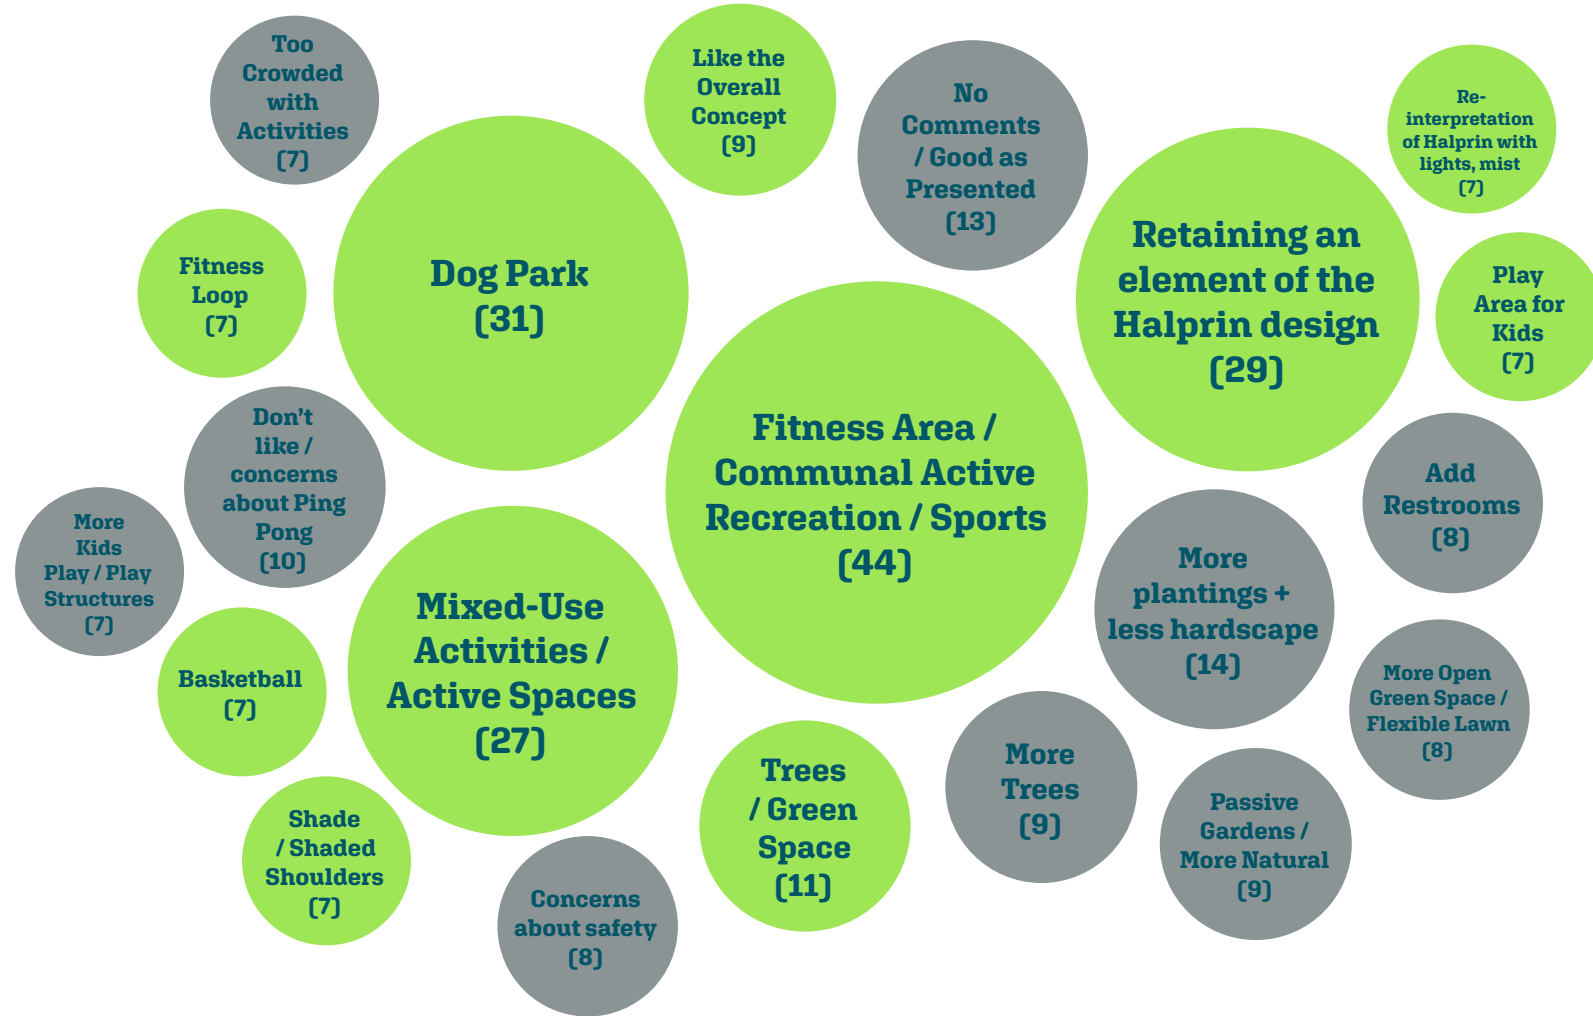 Too
Crowded
with
Activities
(7)
Like the
Overall
Concept
(9)
No
Comments
/ Good as
Presented
(13)
Re-
interpretation
of Halprin with
lights, mist
(7)
Fitness
Loop
(7)
Dog Park
(31)
Retaining an
element of the
Halprin design
(29)
Play
Area for
Kids
(7)
Don’t
like /
concerns
about Ping
Pong
(10)
Fitness Area /
Communal Active
Recreation / Sports
(44)
Add
Restrooms
(8)
More
Kids
Play / Play
Structures
(7)
Mixed-Use
Activities /
Active Spaces
(27)
More
plantings +
less hardscape
(14)
Basketball
(7)
More Open
Green Space /
Flexible Lawn
(8)
Shade
/ Shaded
Shoulders
(7)
Trees
/ Green
Space
(11)
More
Trees
(9)
Passive
Gardens /
More Natural
(9)
Concerns
about safety
(8)